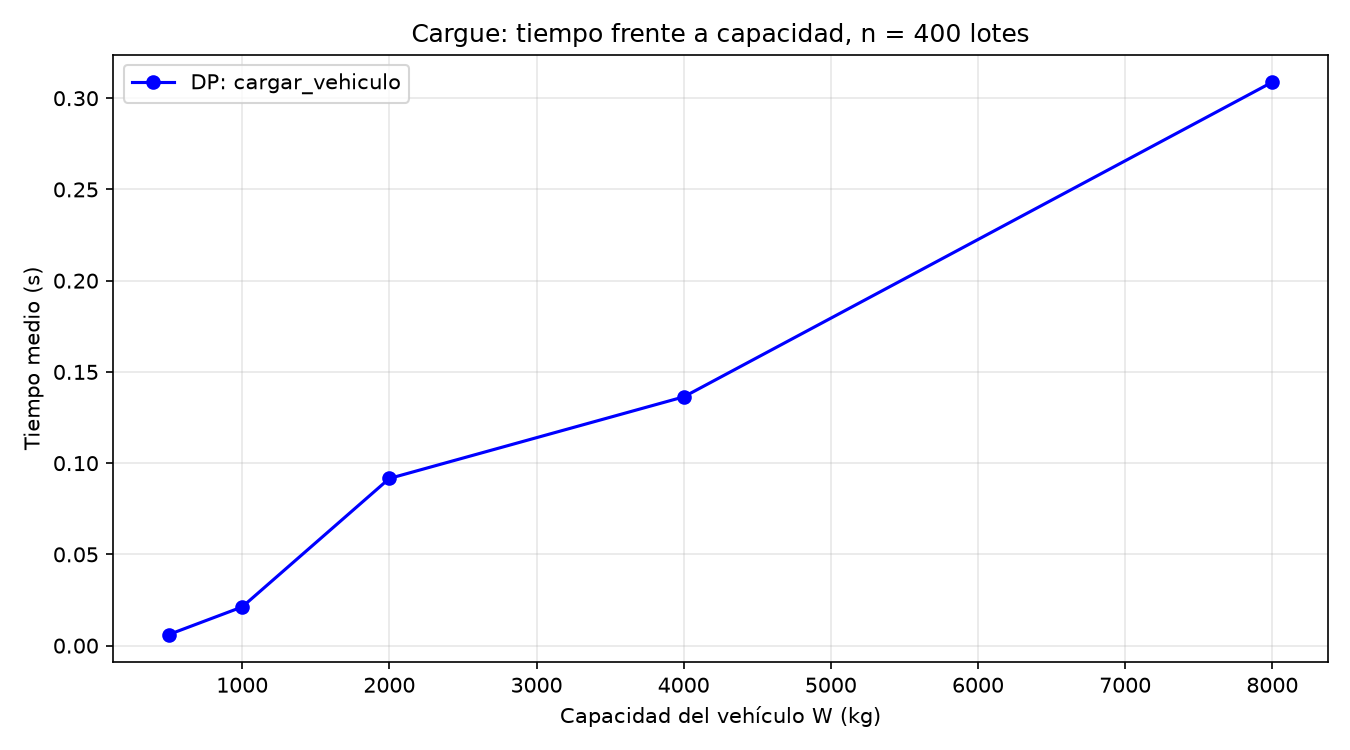 Cargue: tiempo frente a capacidad, n = 400 lotes
DP: cargar_vehiculo
Tiempo medio (s)
0.30
0.25
0.20
0.15
0.10
0.05
0.00
1000 2000 3000 4000 5000 6000 7000 8000
Capacidad del vehículo W (kg)